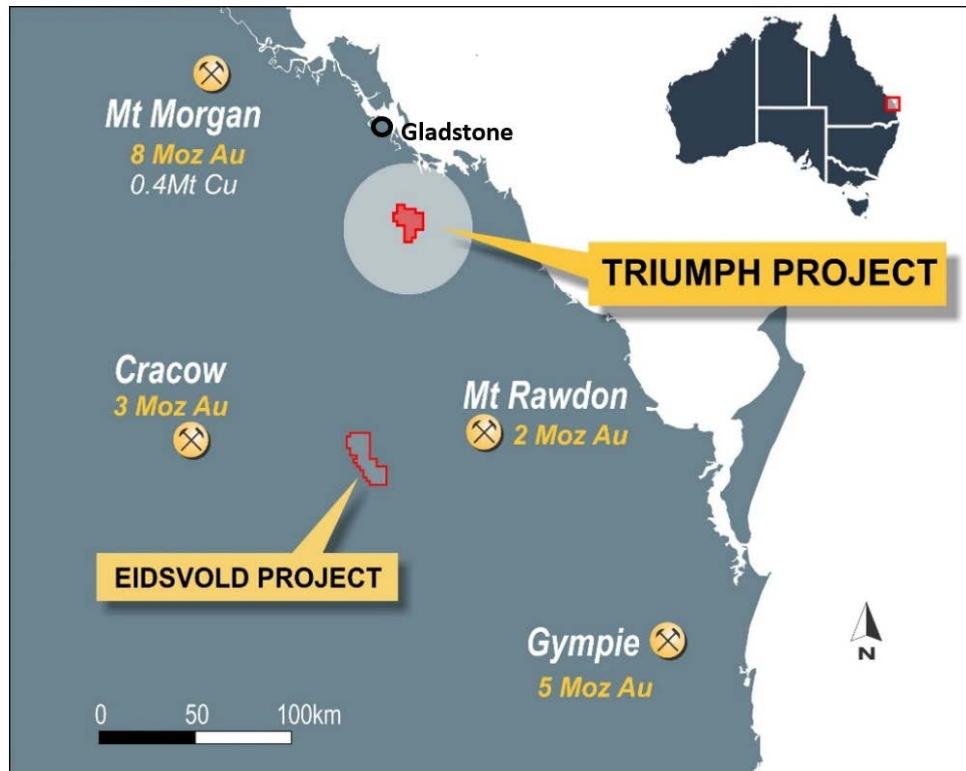 Mt Morgan
8 Moz Au
0.4Mt Cu
Gladstone
TRIUMPH PROJECT
Cracow
3 Moz Au
Mt Rawdon
2 Moz Au
EIDSVOLD PROJECT
Gympie
5 Moz Au
N
0 50 100km